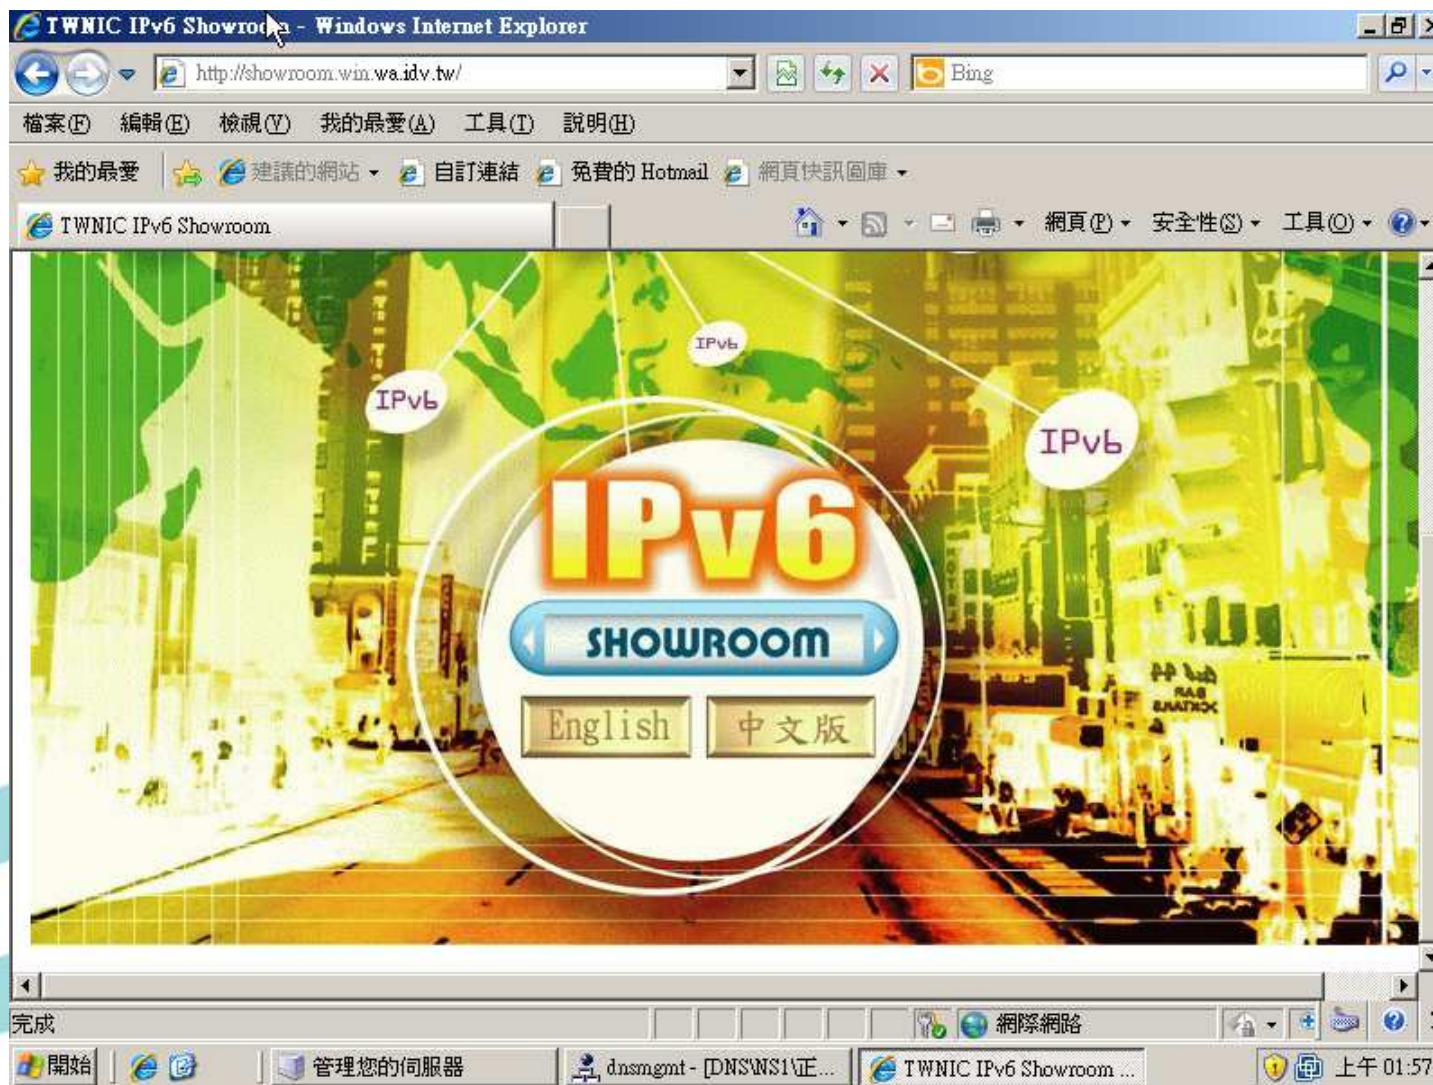 TWNIC IPv6 Showroom - Windows Internet Explorer
http://showroom.win.wa.idv.tw/
Bing
檔案(F) 編輯(E) 檢視(V) 我的最愛(A) 工具(T) 說明(H)
我的最愛 建議的網站 自訂連結 免費的 Hotmail 網頁快訊圖庫
TWNIC IPv6 Showroom
網頁(P) 安全性(S) 工具(O)
IPv6
IPv6
IPv6
IPv6
SHOWROOM
English 中文版
完成
網際網路
開始
管理您的伺服器
dnsmgmt - [DNS\NS1\正...
TWNIC IPv6 Showroom ...
上午 01:57